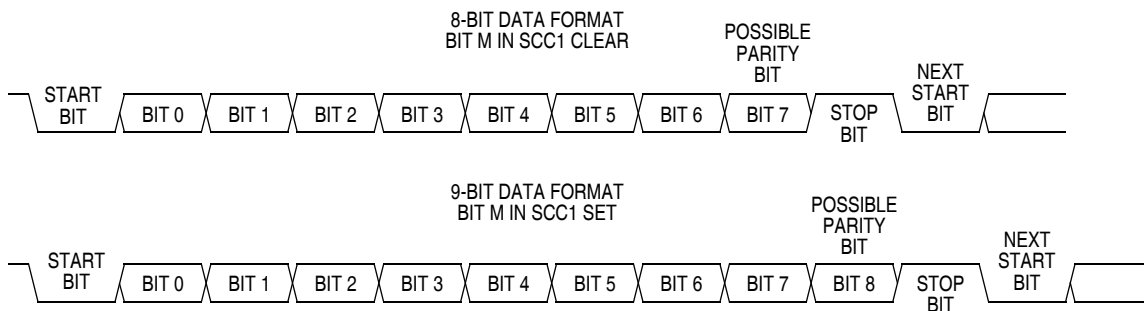 8-BIT DATA FORMAT
BIT M IN SCC1 CLEAR
POSSIBLE
PARITY
BIT
START
BIT
BIT 0
BIT 1
BIT 2
BIT 3
BIT 4
BIT 5
BIT 6
BIT 7
STOP
BIT
NEXT
START
BIT
9-BIT DATA FORMAT
BIT M IN SCC1 SET
POSSIBLE
PARITY
BIT
START
BIT
BIT 0
BIT 1
BIT 2
BIT 3
BIT 4
BIT 5
BIT 6
BIT 7
BIT 8
STOP
BIT
NEXT
START
BIT